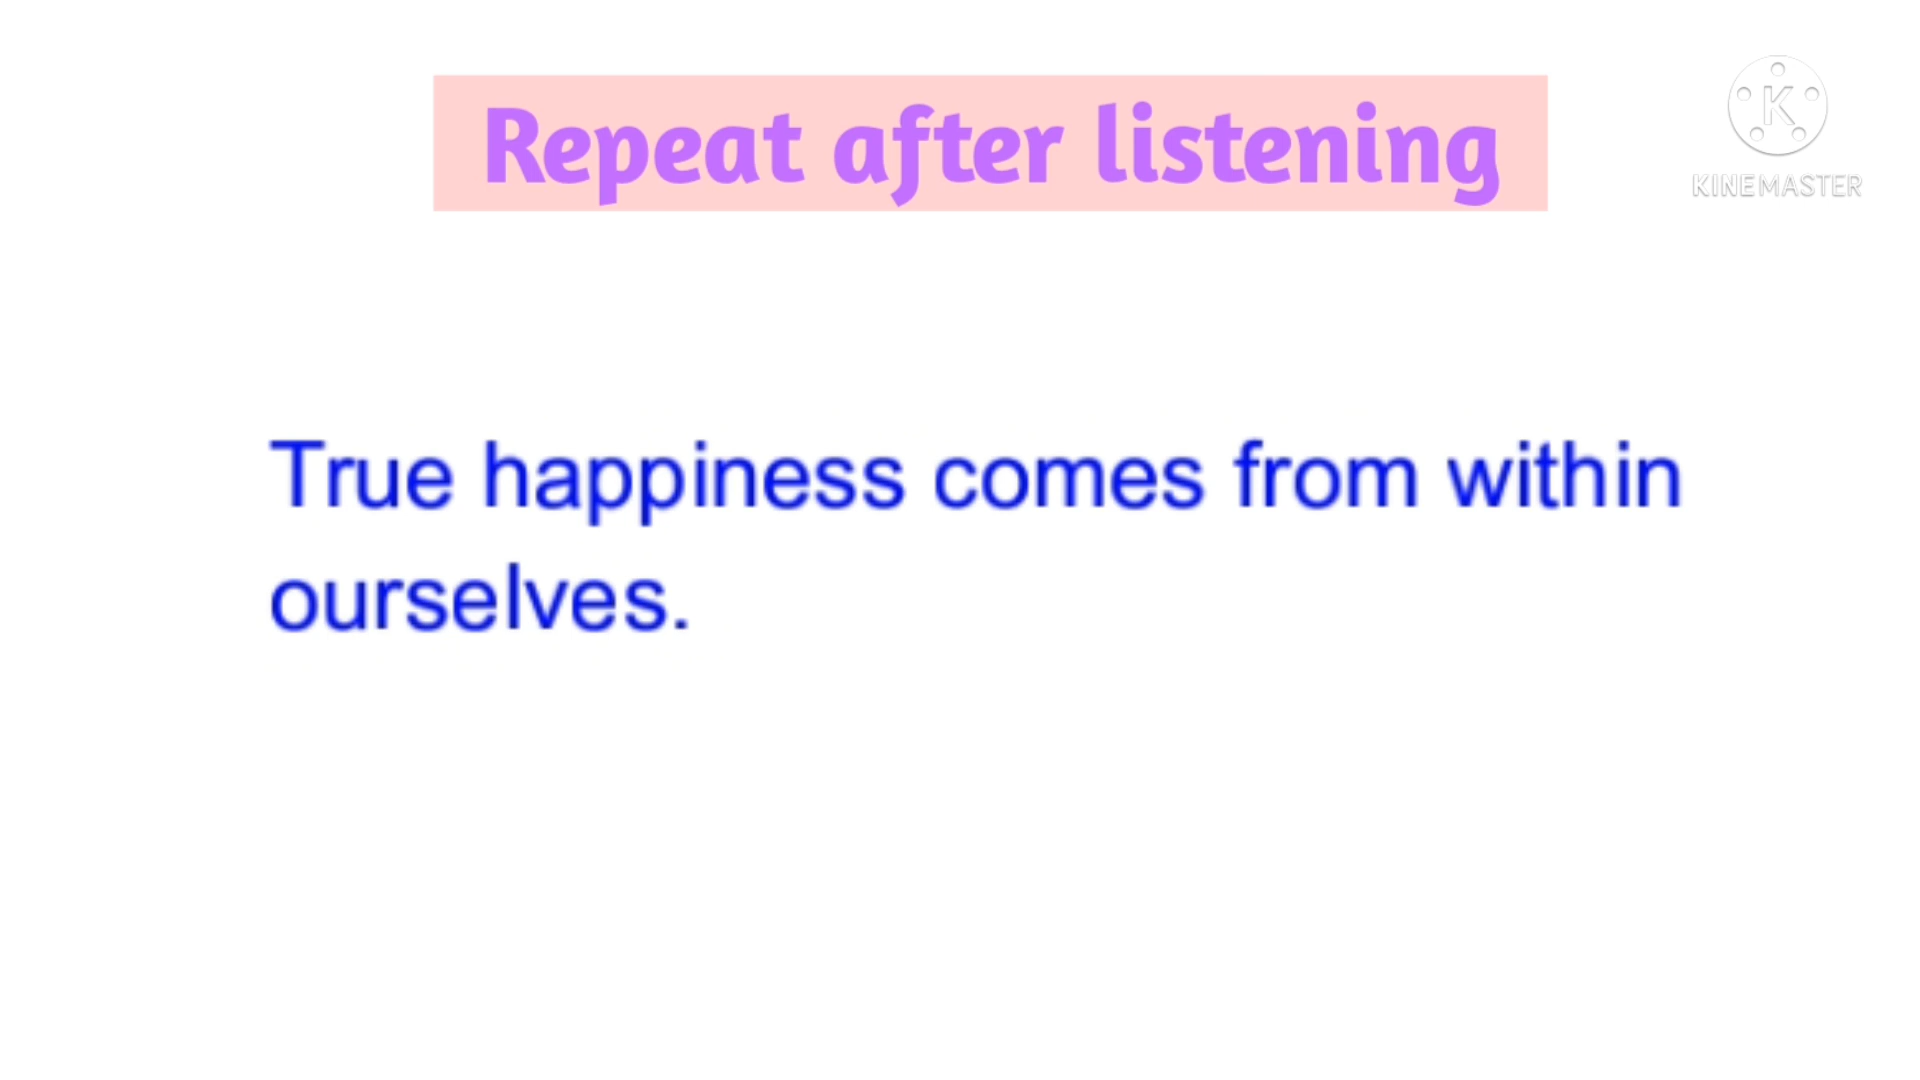 Repeat after listening
K
KINEMASTER
True happiness comes from within
ourselves.